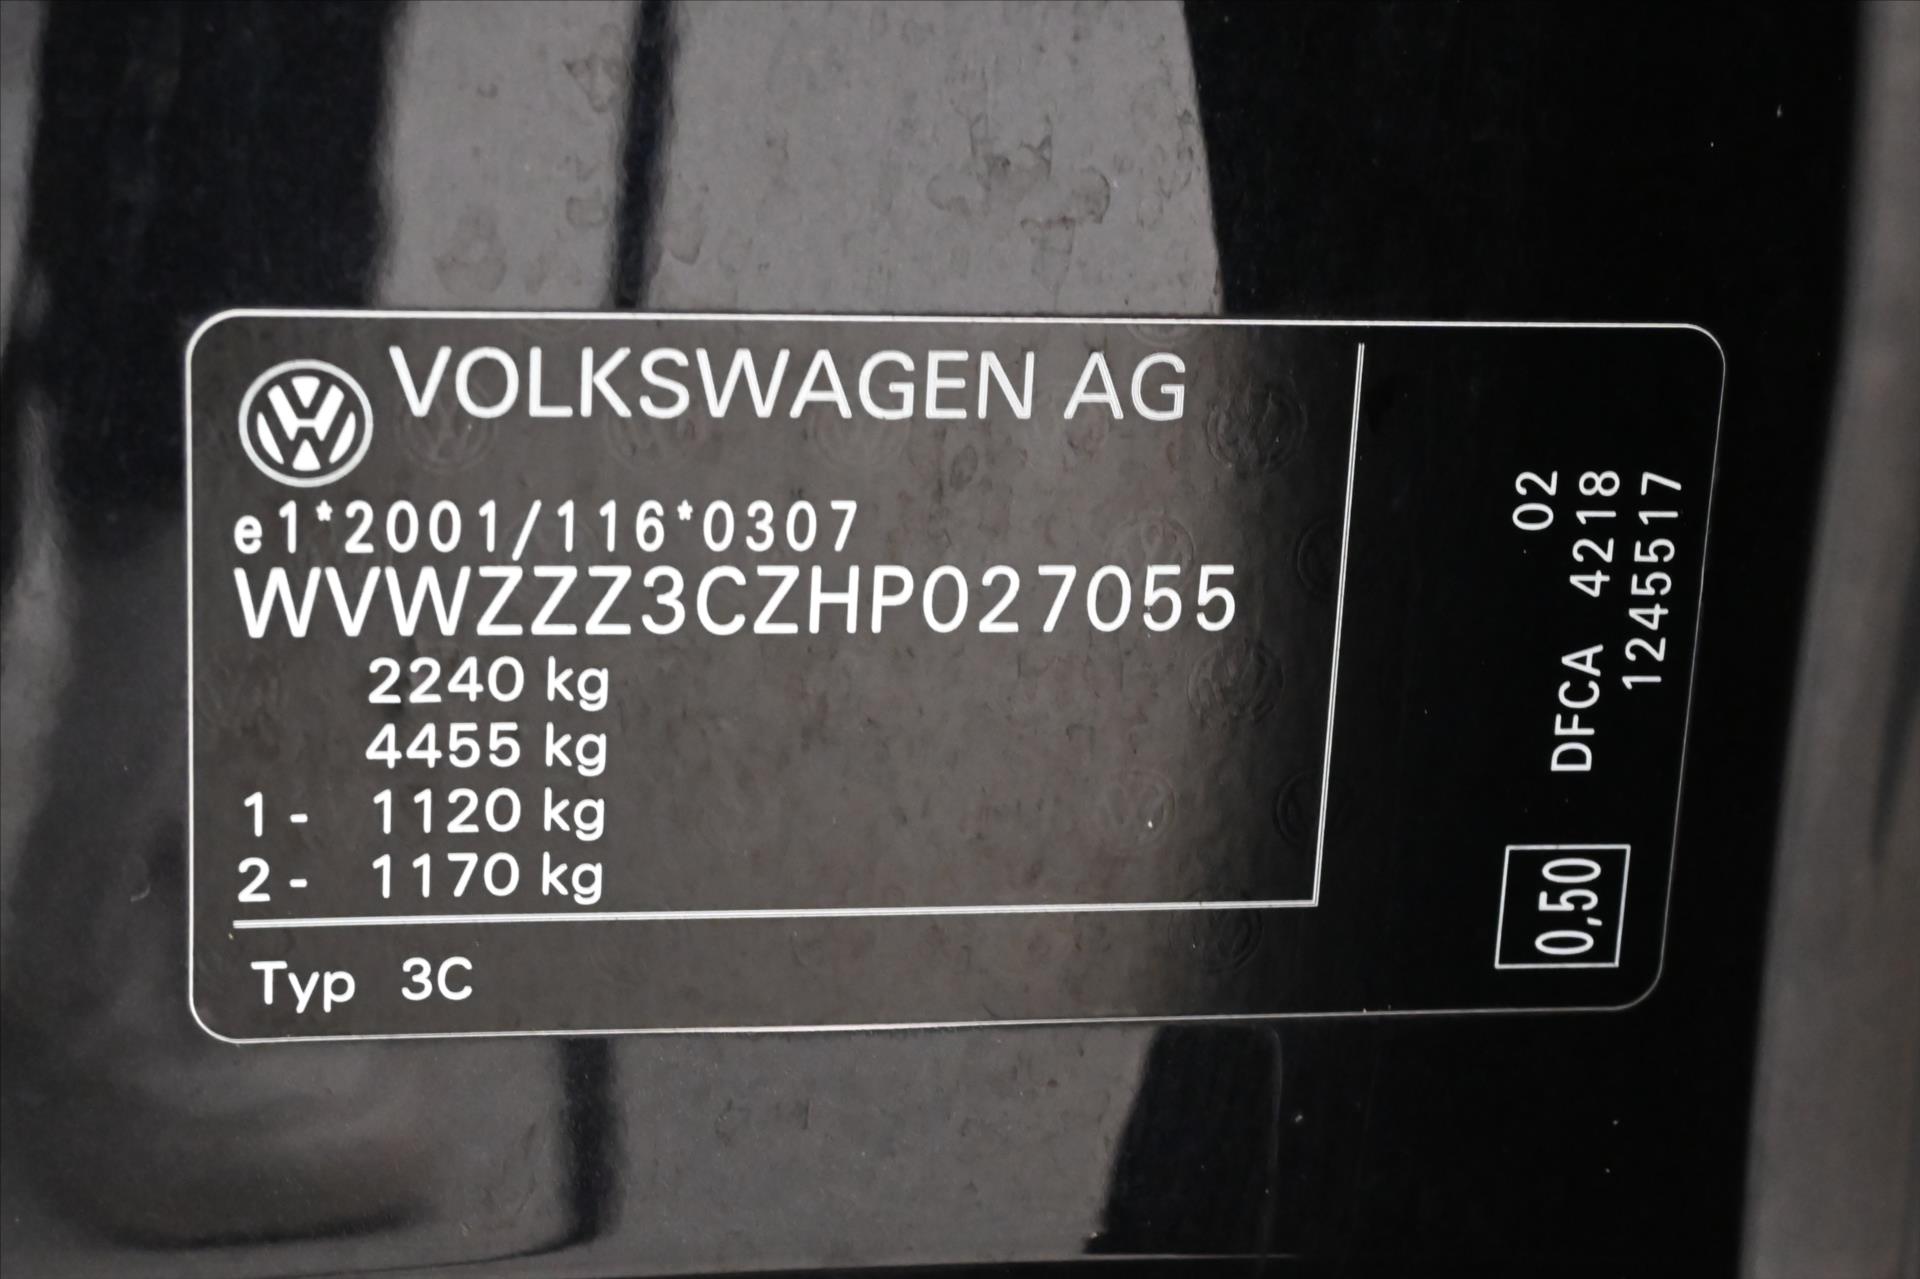 VOLKSWAGEN AG
e1*2001/116*0307
WVWZZZ3CZHP027055
2240 kg
4455 kg
1 - 1120 kg
2 - 1170 kg
Typ 3C
02
DFCA 4218
1245517
0,50